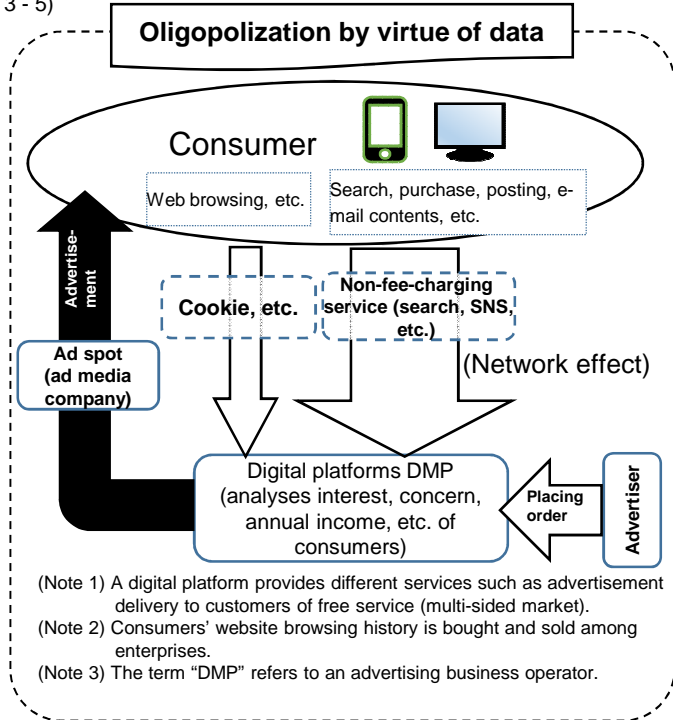 3 - 5)
Oligopolization by virtue of data
Consumer
Web browsing, etc.
Search, purchase, posting, e-
mail contents, etc.
Advertise-
ment
Cookie, etc.
Non-fee-charging
service (search, SNS,
etc.)
Ad spot
(ad media
company)
(Network effect)
Digital platforms DMP
(analyses interest, concern,
annual income, etc. of
consumers)
Placing
order
Advertiser
(Note 1) A digital platform provides different services such as advertisement
delivery to customers of free service (multi-sided market).
(Note 2) Consumers’ website browsing history is bought and sold among
enterprises.
(Note 3) The term “DMP” refers to an advertising business operator.